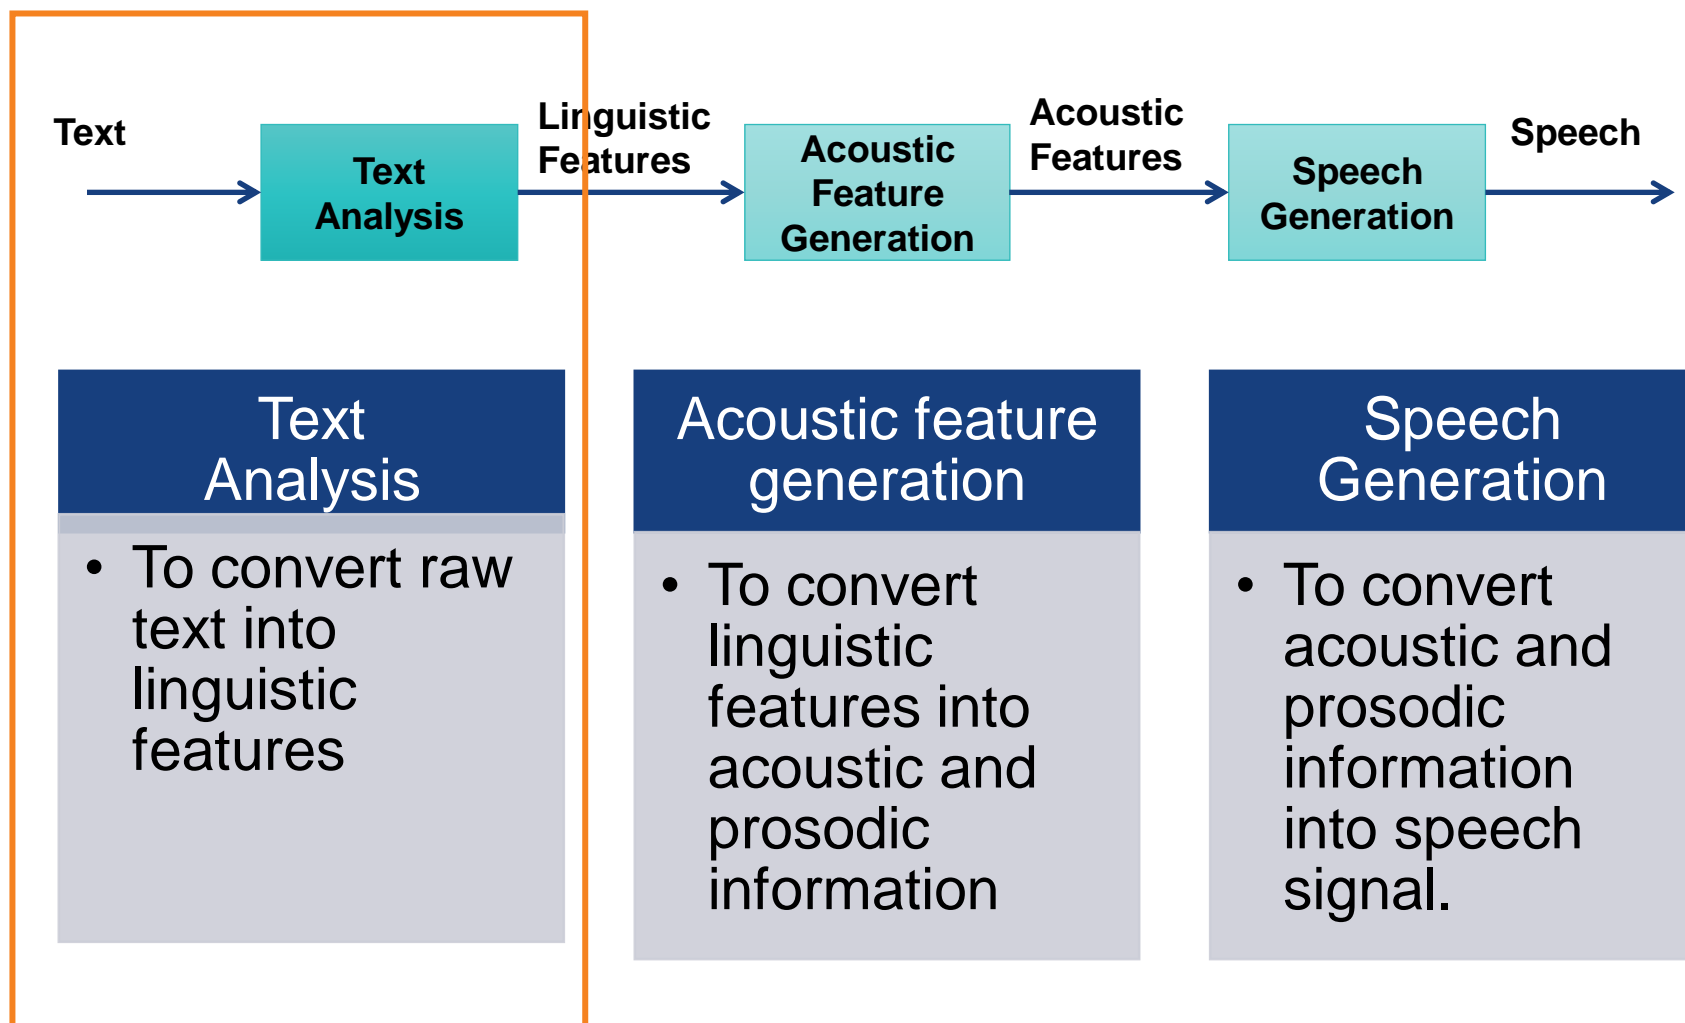 Text
Text
Analysis
Linguistic
Features
Acoustic
Feature
Generation
Acoustic
Features
Speech
Generation
Speech
Text
Analysis
• To convert raw
text into
linguistic
features
Acoustic feature
generation
• To convert
linguistic
features into
acoustic and
prosodic
information
Speech
Generation
• To convert
acoustic and
prosodic
information
into speech
signal.